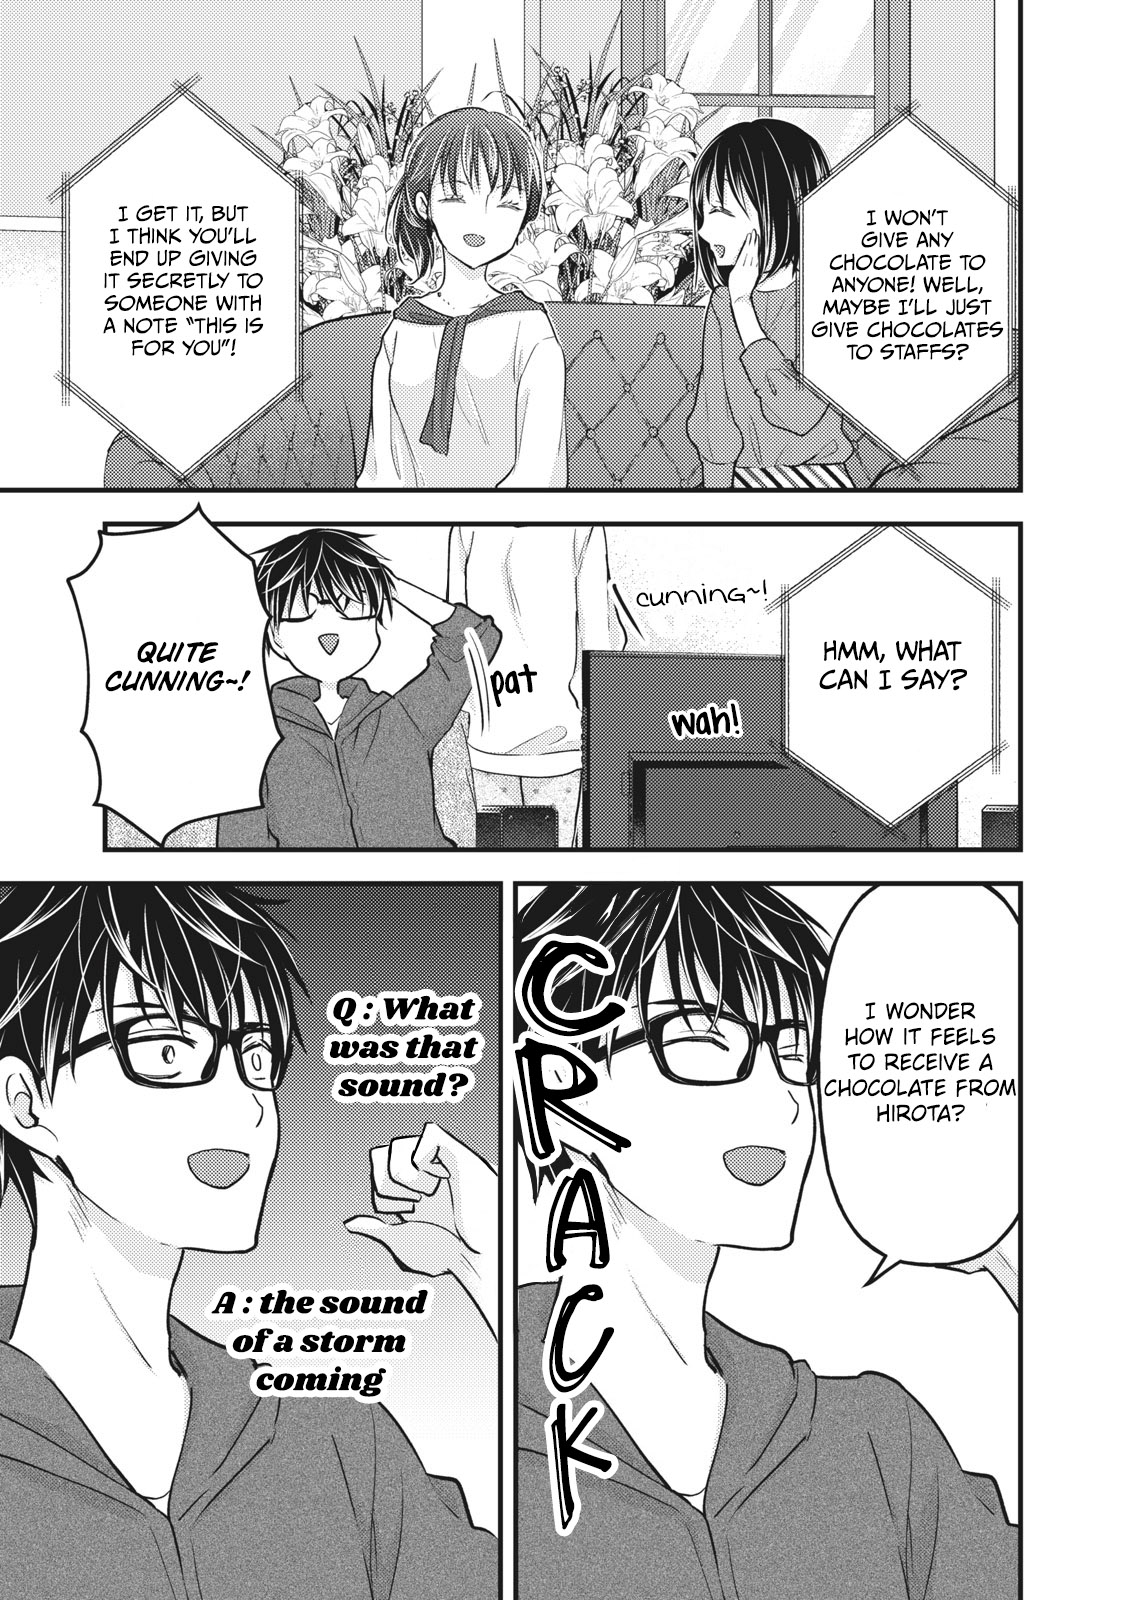 I WON'T
GIVE ANY
CHOCOLATE TO
ANYONE! WELL,
MAYBE I'LL JUST
GIVE CHOCOLATES
TO STAFFS?
I GET IT, BUT
I THINK YOU'LL
END UP GIVING
IT SECRETLY TO
SOMEONE WITH
A NOTE "THIS IS
FOR YOU"!
HMM, WHAT
CAN I SAY?
cunning~!
wah!
pat
QUITE
CUNNING~!
I WONDER
HOW IT FEELS
TO RECEIVE A
CHOCOLATE FROM
HIROTA?
CRACK
Q : What
was that
sound?
A : the sound
of a storm
coming